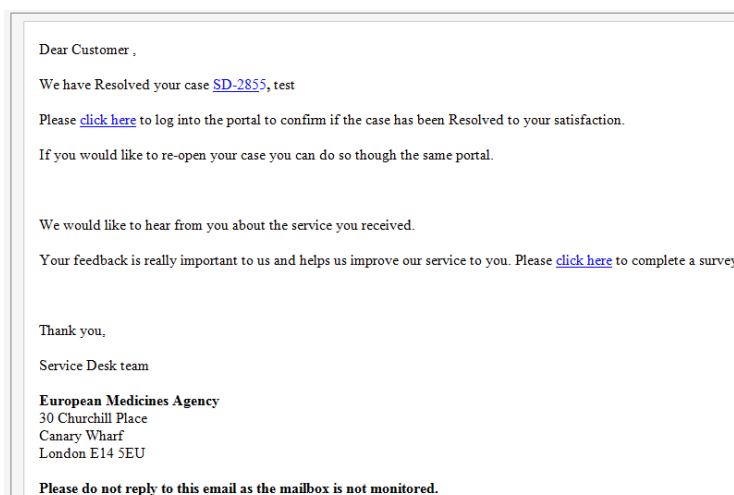 Dear Customer ,
We have Resolved your case SD-2855, test
Please click here to log into the portal to confirm if the case has been Resolved to your satisfaction.
If you would like to re-open your case you can do so though the same portal.
We would like to hear from you about the service you received.
Your feedback is really important to us and helps us improve our service to you. Please click here to complete a survey
Thank you,
Service Desk team
European Medicines Agency
30 Churchill Place
Canary Wharf
London E14 5EU
Please do not reply to this email as the mailbox is not monitored.